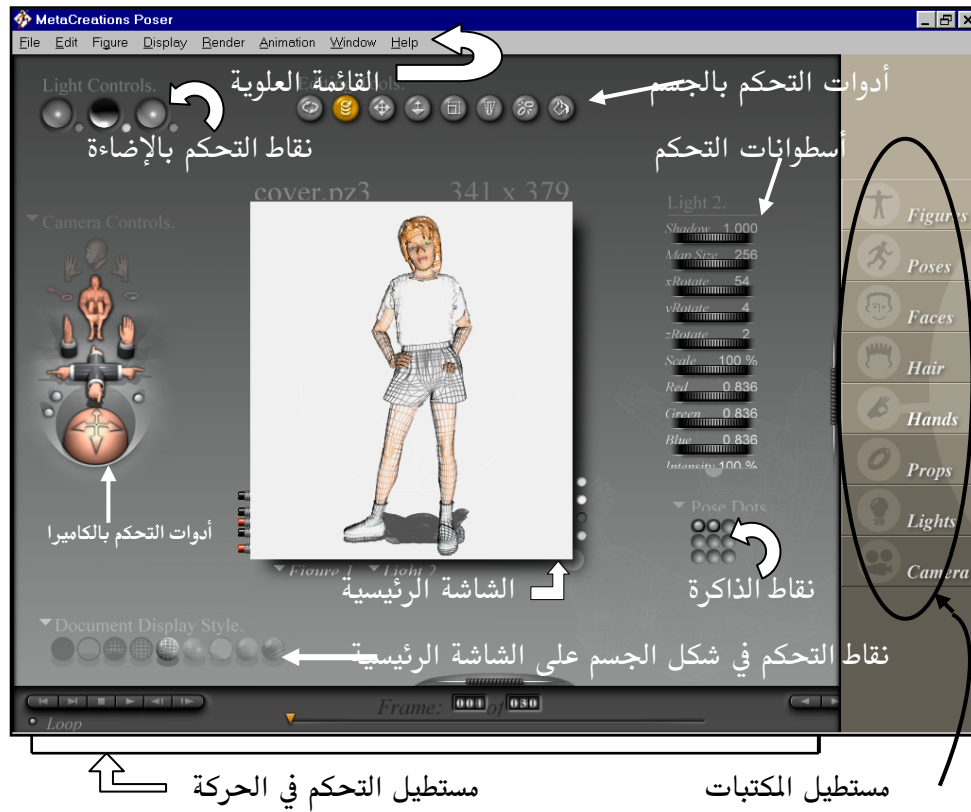 MetaCreations Poser
File Edit Figure Display Render Animation Window Help
القائمة العلوية
أدوات التحكم بالجسم
Light Controls.
نقاط التحكم بالإضاءة
أسطوانات التحكم
cover.pz3 341 x 379
Light 2.
Shadow 1.000
Map Size 256
xRotate 54
yRotate 4
zRotate 2
Scale 100 %
Red 0.836
Green 0.836
Blue 0.836
Intensity 100 %
Camera Controls.
Figures
Poses
Faces
Hair
Hands
Props
Lights
Camera
أدوات التحكم بالكاميرا
Pose Dots
نقاط الذاكرة
Figure 1 Light 2
الشاشة الرئيسية
Document Display Style.
نقاط التحكم في شكل الجسم على الشاشة الرئيسية
Frame: 001 of 030
Loop
مستطيل التحكم في الحركة
مستطيل المكتبات